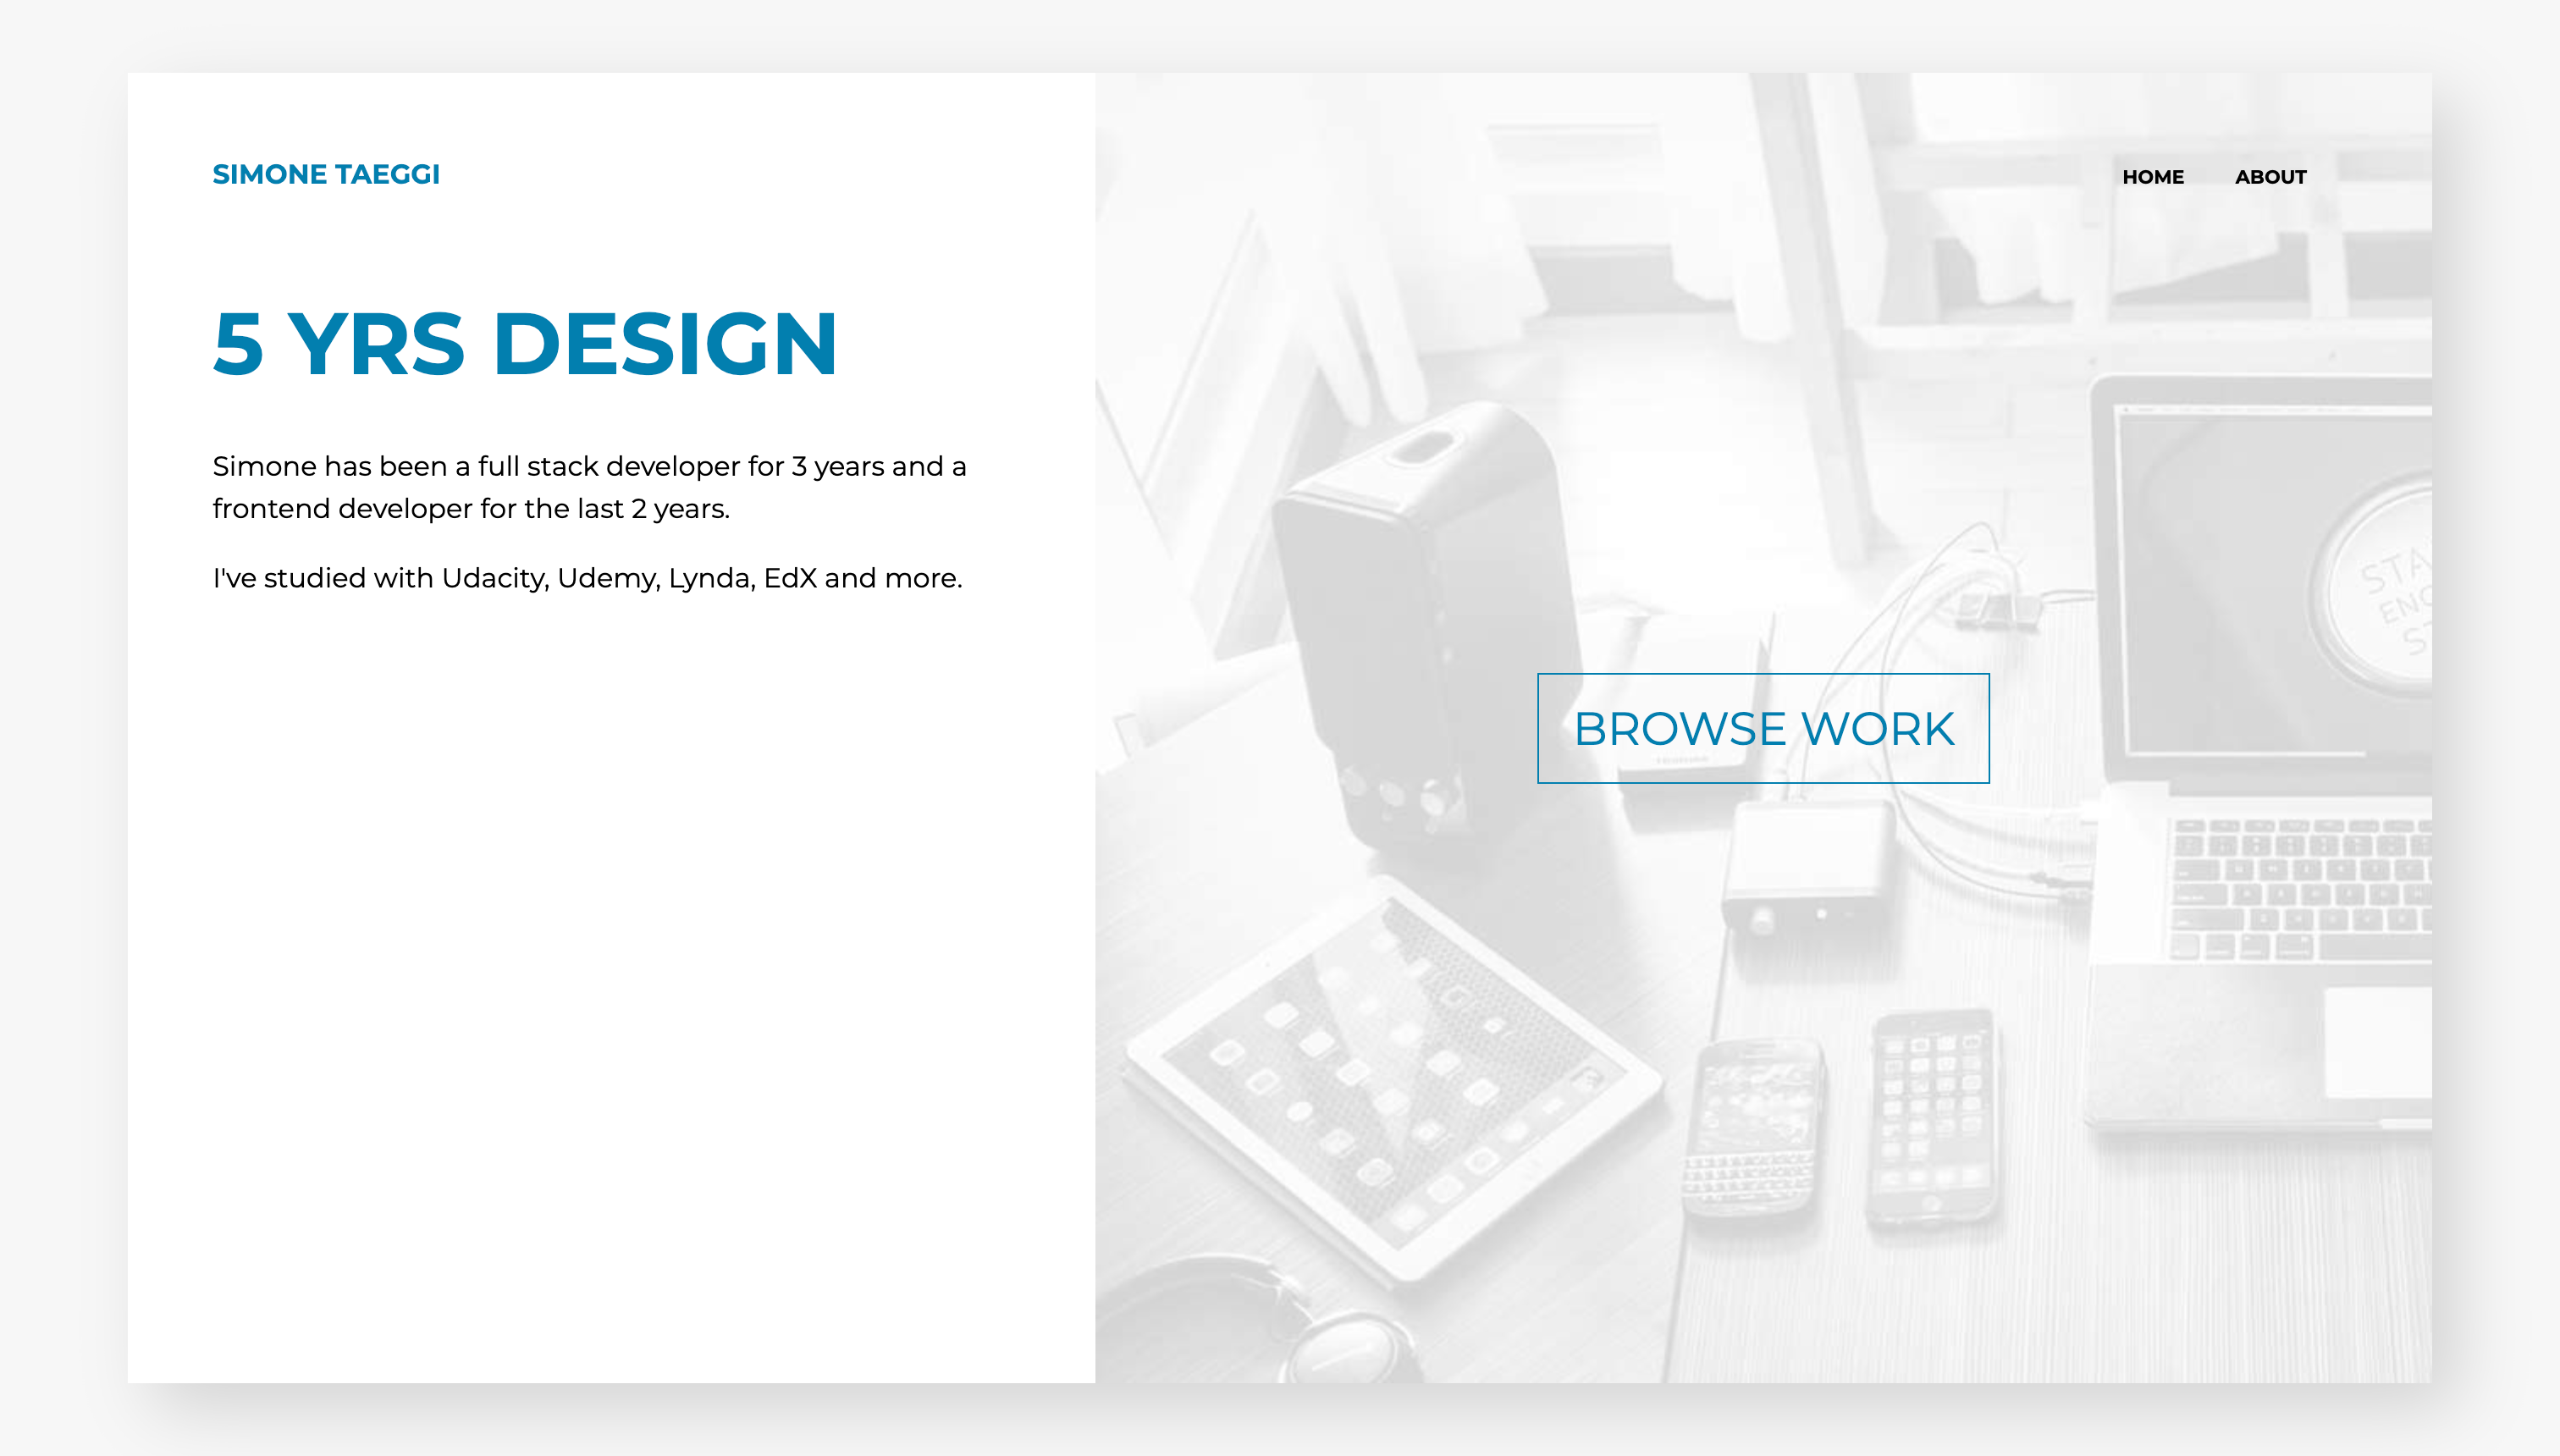 SIMONE TAEGGI
HOME
ABOUT
5 YRS DESIGN
Simone has been a full stack developer for 3 years and a
frontend developer for the last 2 years.
I've studied with Udacity, Udemy, Lynda, EdX and more.
BROWSE WORK